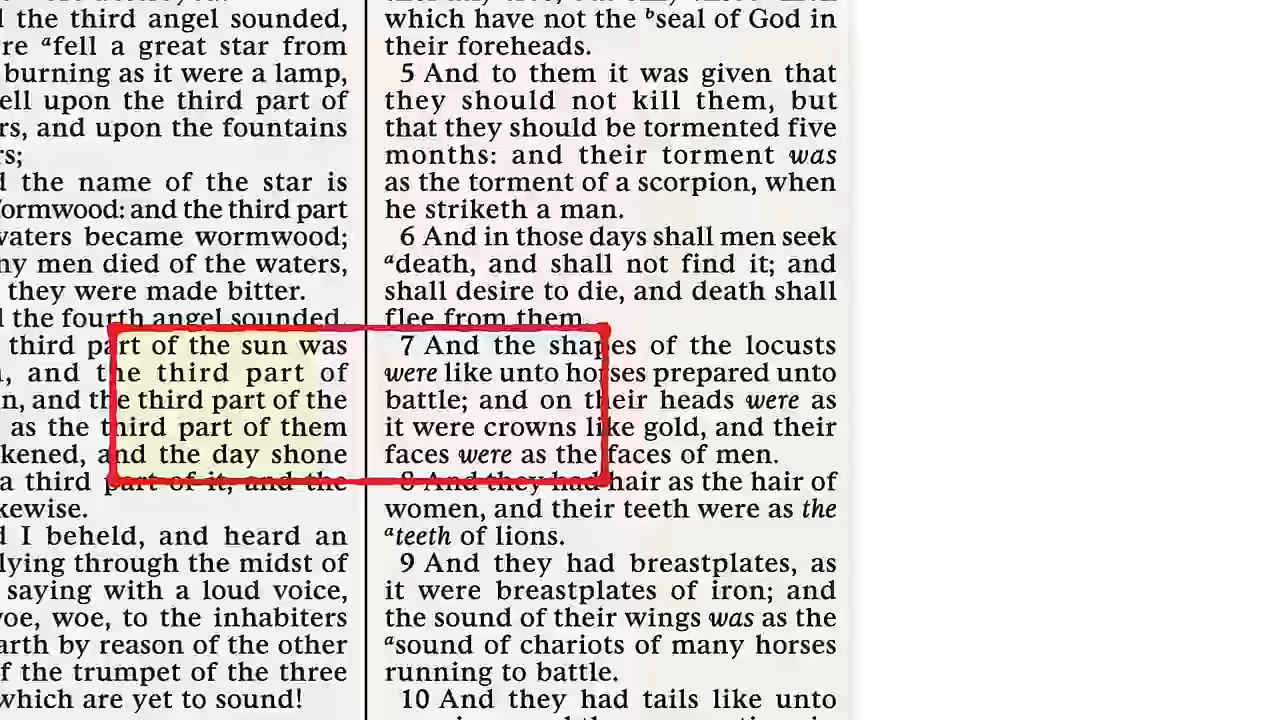 the third angel sounded,
ᵃfell a great star from
burning as it were a lamp,
upon the third part of
and upon the fountains
the name of the star is
and the third part
became wormwood;
men died of the waters,
they were made bitter.
the fourth angel sounded,
third part of the sun was
and the third part of
and the third part of the
as the third part of them
and the day shone
a third part of it, and the
I beheld, and heard an
through the midst of
saying with a loud voice,
woe, to the inhabiters
by reason of the other
the trumpet of the three
which are yet to sound!
which have not the ᵇseal of God in
their foreheads.
5 And to them it was given that
they should not kill them, but
that they should be tormented five
months: and their torment was
as the torment of a scorpion, when
he striketh a man.
6 And in those days shall men seek
ᵃdeath, and shall not find it; and
shall desire to die, and death shall
flee from them.
7 And the shapes of the locusts
were like unto horses prepared unto
battle; and on their heads were as
it were crowns like gold, and their
faces were as the faces of men.
8 And they had hair as the hair of
women, and their teeth were as the
ᵃteeth of lions.
9 And they had breastplates, as
it were breastplates of iron; and
the sound of their wings was as the
ᵃsound of chariots of many horses
running to battle.
10 And they had tails like unto